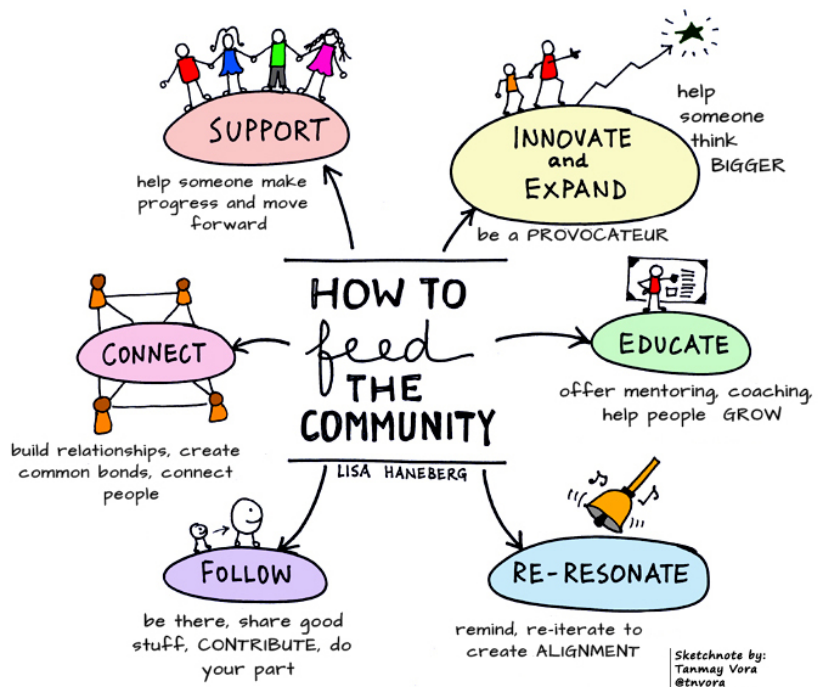 HOW TO
feed
THE
COMMUNITY
LISA HANEBERG
SUPPORT
help someone make
progress and move
forward
INNOVATE
and
EXPAND
help
someone
think
BIGGER
be a PROVOCATEUR
EDUCATE
offer mentoring, coaching,
help people GROW
RE-RESONATE
remind, re-iterate to
create ALIGNMENT
FOLLOW
be there, share good
stuff, CONTRIBUTE, do
your part
CONNECT
build relationships, create
common bonds, connect
people
Sketchnote by:
Tanmay Vora
@tnvora